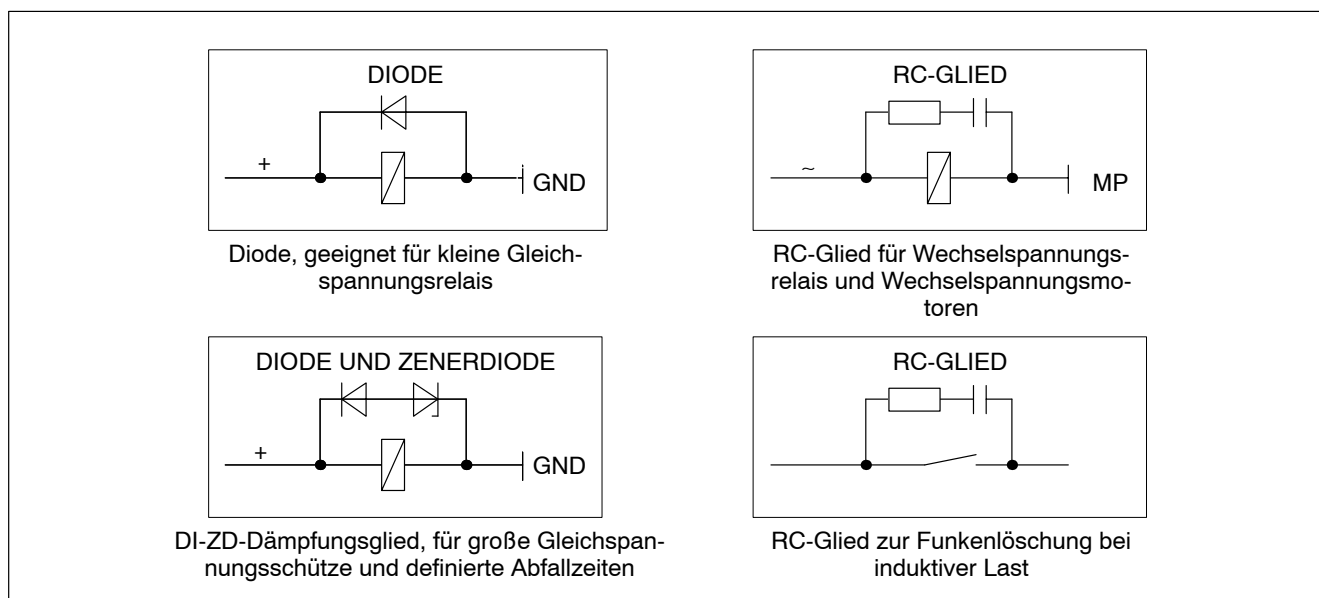 DIODE
+
GND
Diode, geeignet für kleine Gleich-
spannungsrelais
RC-GLIED
~
MP
RC-Glied für Wechselspannungs-
relais und Wechselspannungsmo-
toren
DIODE UND ZENERDIODE
+
GND
DI-ZD-Dämpfungsglied, für große Gleichspan-
nungsschütze und definierte Abfallzeiten
RC-GLIED
RC-Glied zur Funkenlöschung bei
induktiver Last